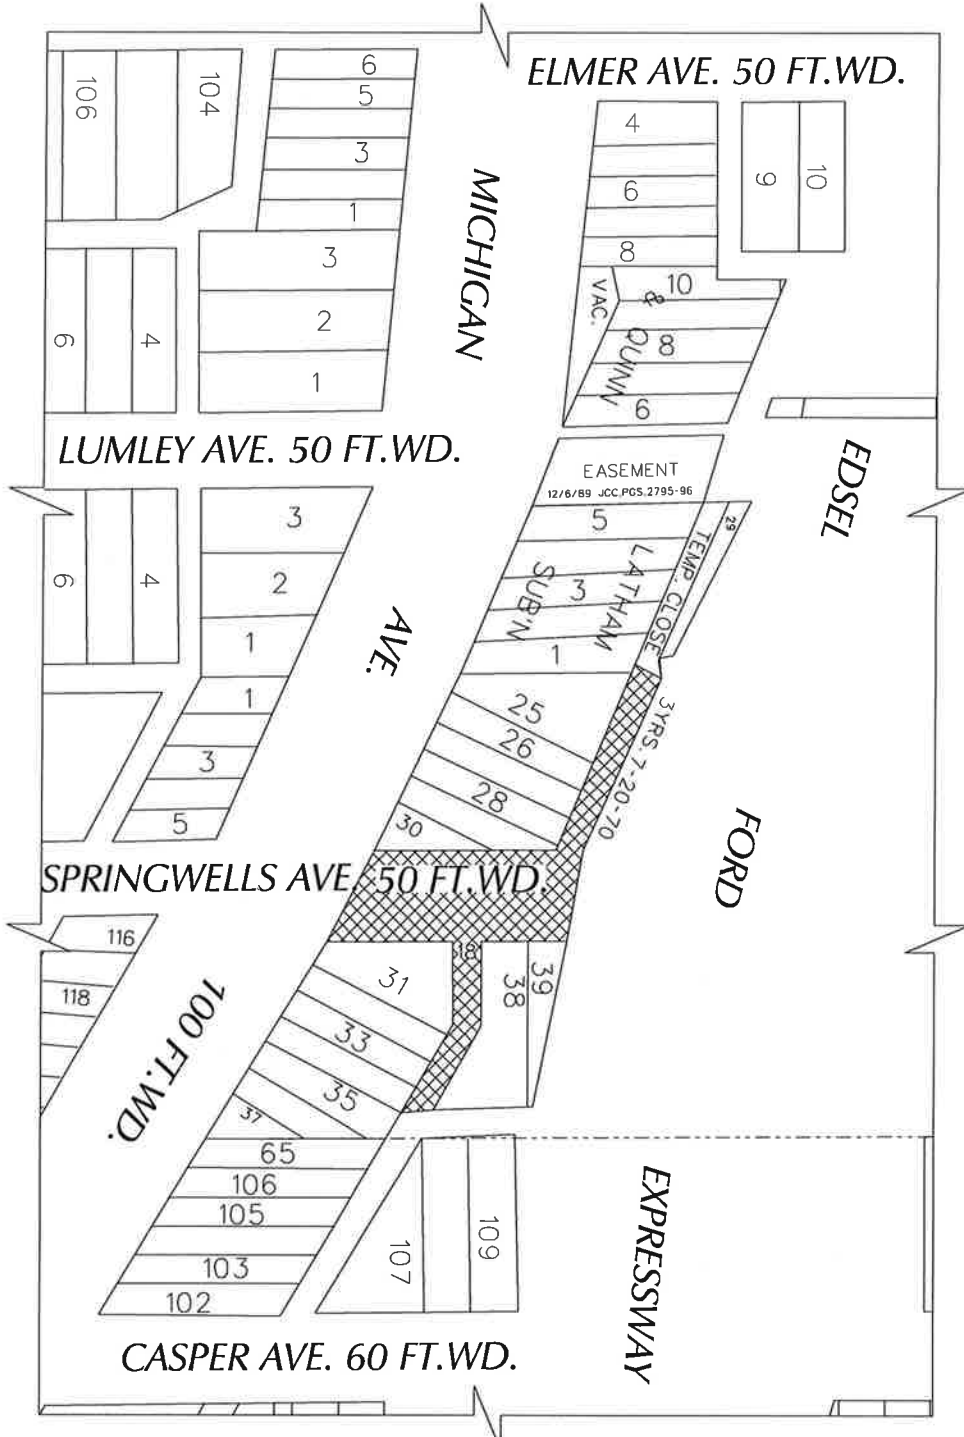 ELMER AVE. 50 FT.WD.
106
104
6
5
3
1
3
2
1
6
4
MICHIGAN
4
6
8
10
8
6
VAC.
& QUINN
9
10
LUMLEY AVE. 50 FT.WD.
EASEMENT
12/6/89 JCC.PGS.2795-96
EDSEL
6
4
3
2
1
1
3
5
AVE.
5
3
1
LATHAM
SUB'N
29
TEMP. CLOSE
3YRS. 7-20-70
25
26
28
30
FORD
SPRINGWELLS AVE. 50 FT.WD.
116
118
100 FT.WD.
18
31
33
35
37
38
39
65
106
105
103
102
107
109
EXPRESSWAY
CASPER AVE. 60 FT.WD.